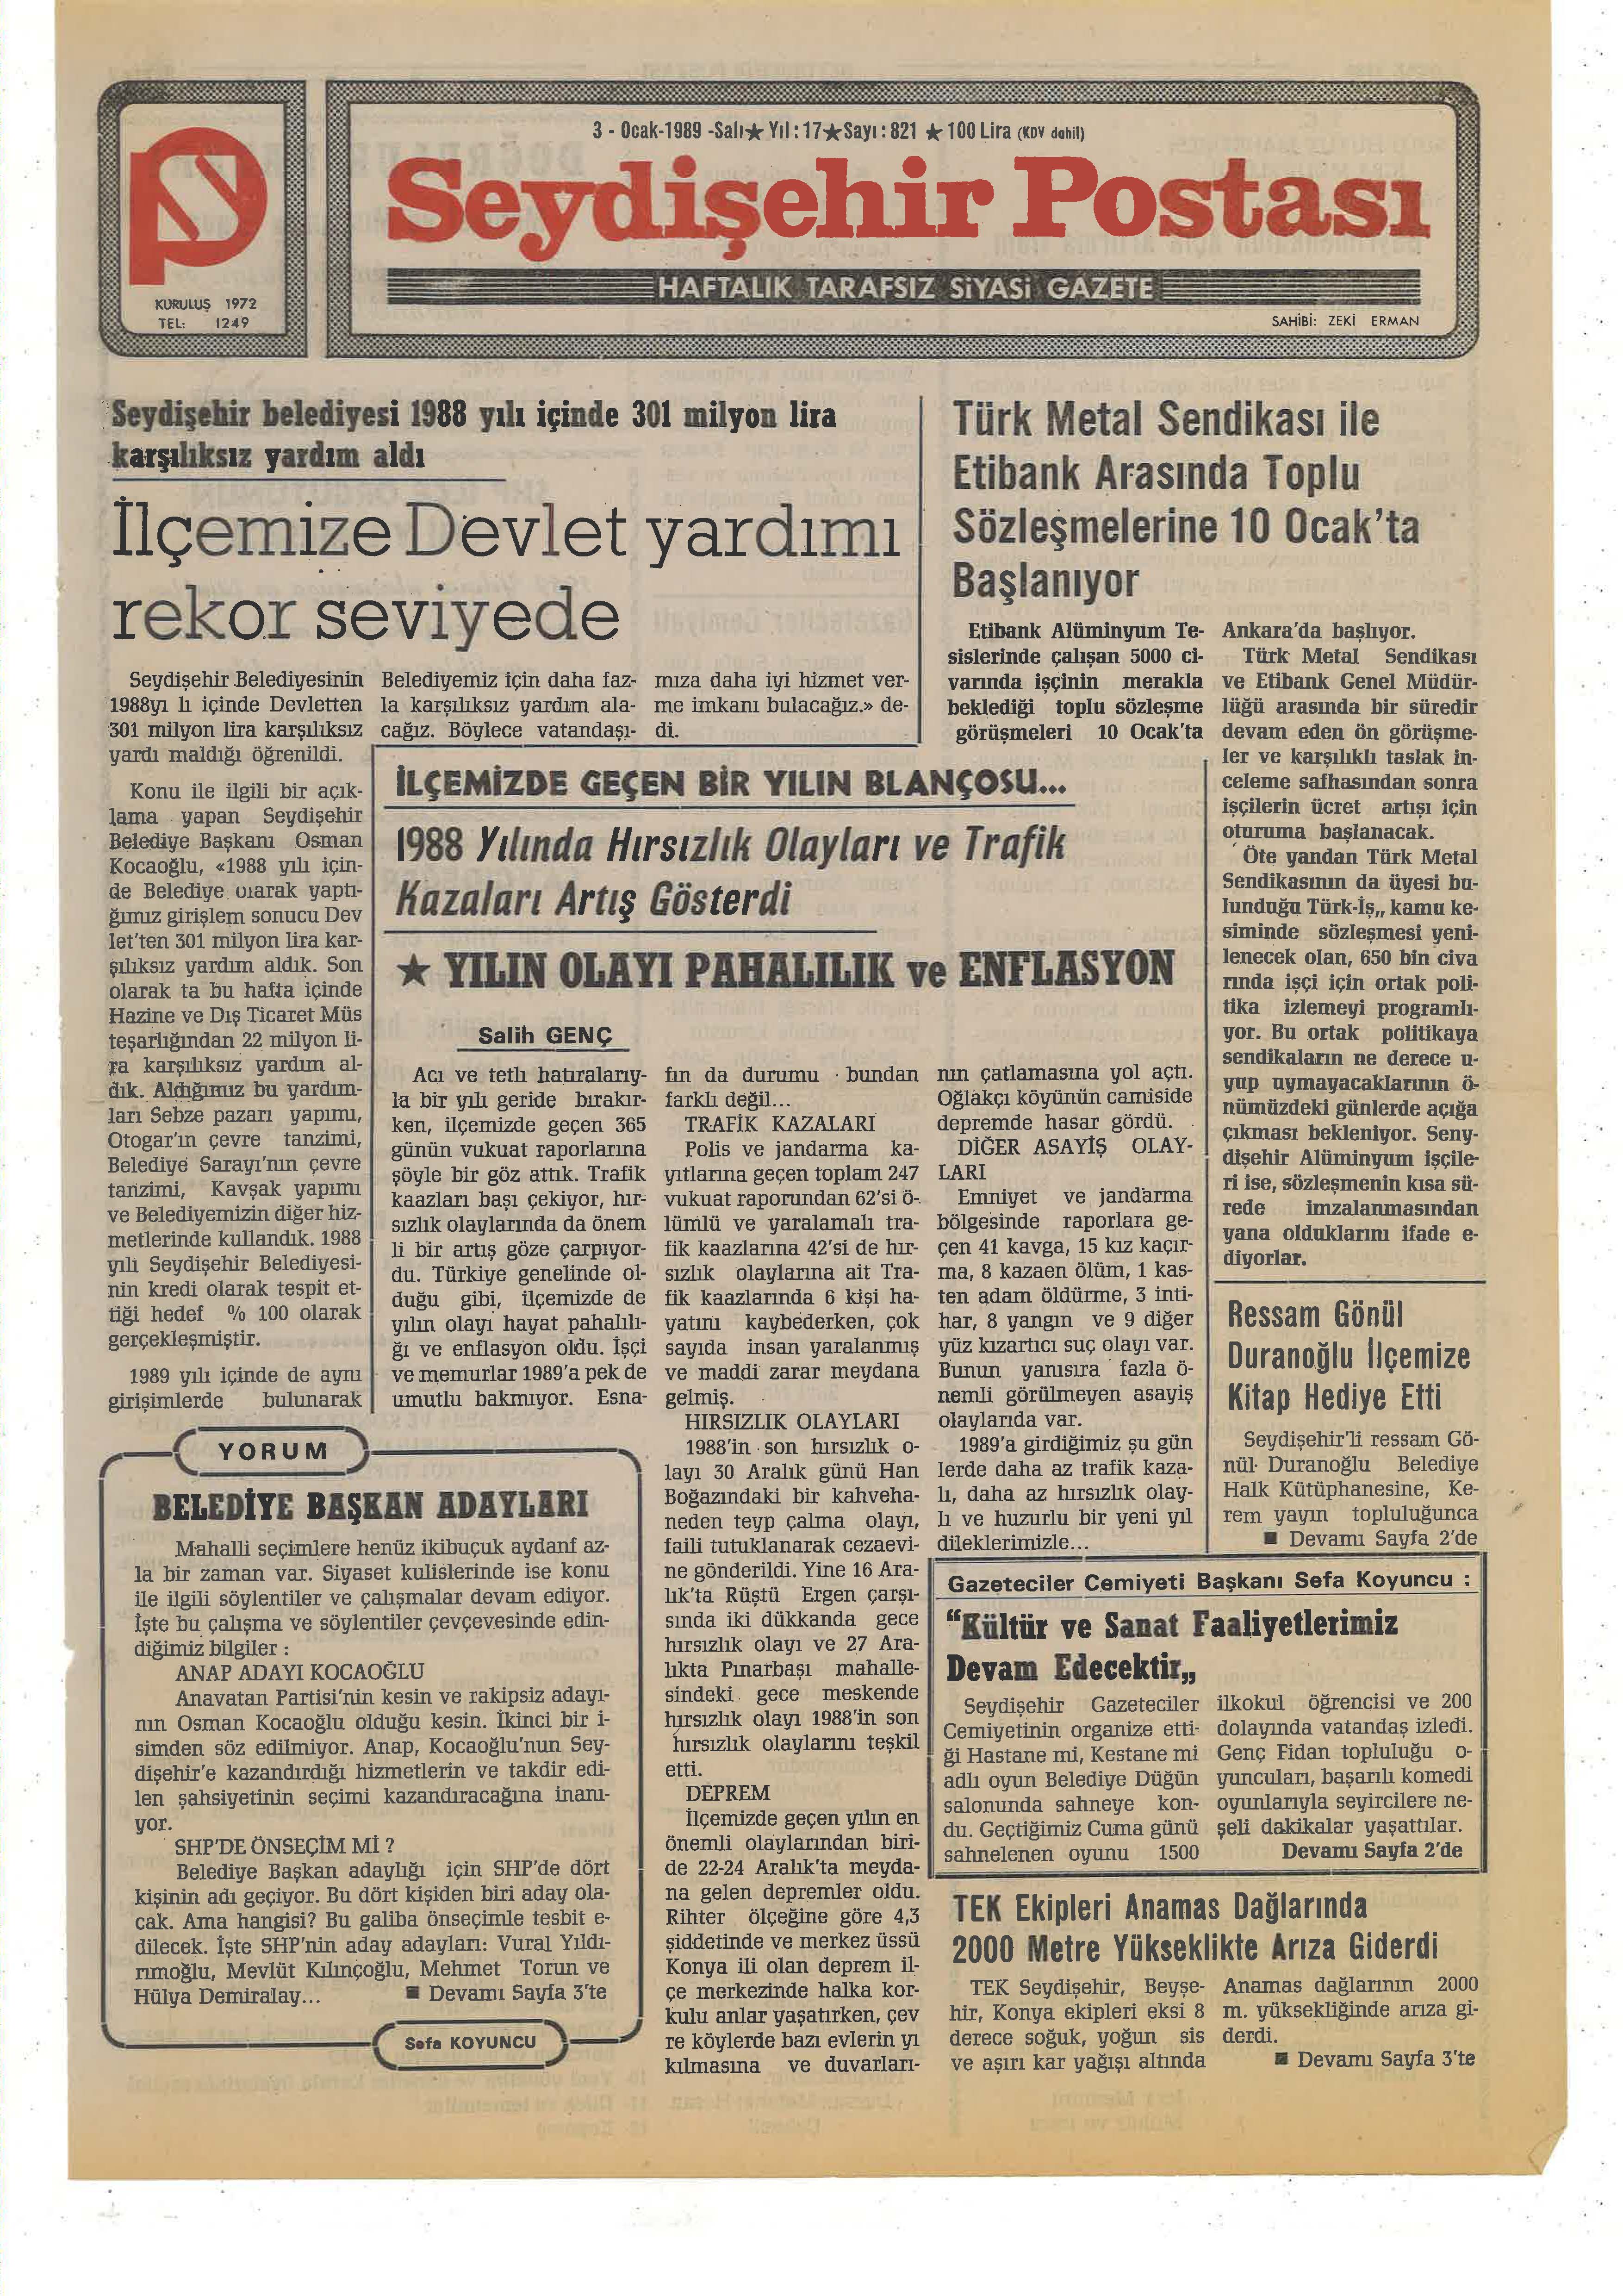 3 - Ocak-1989 -Salı★ Yıl : 17★Sayı : 821 ★ 100 Lira (KDV dahil)
Seydişehir Postası
HAFTALIK TARAFSIZ SİYASİ GAZETE
SAHİBİ: ZEKİ ERMAN
KURULUŞ 1972
TEL: 1249
Seydişehir belediyesi 1988 yılı içinde 301 milyon lira
karşılıksız yardım aldı
İlçemize Devlet yardımı
rekor seviyede
Seydişehir Belediyesinin
1988yı lı içinde Devletten
301 milyon lira karşılıksız
yardı maldığı öğrenildi.
Konu ile ilgili bir açık-
lama yapan Seydişehir
Belediye Başkanı Osman
Kocaoğlu, «1988 yılı için-
de Belediye olarak yaptı-
ğımız girişlem sonucu Dev
let'ten 301 milyon lira kar-
şılıksız yardım aldık. Son
olarak ta bu hafta içinde
Hazine ve Dış Ticaret Müs
teşarlığından 22 milyon li-
ra karşılıksız yardım al-
dık. Aldığımız bu yardım-
ları Sebze pazarı yapımı,
Otogar'ın çevre tanzimi,
Belediye Sarayı'nın çevre
tanzimi, Kavşak yapımı
ve Belediyemizin diğer hiz-
metlerinde kullandık. 1988
yılı Seydişehir Belediyesi-
nin kredi olarak tespit et-
tiği hedef % 100 olarak
gerçekleşmiştir.
1989 yılı içinde de aynı
girişimlerde bulunarak
Belediyemiz için daha faz-
la karşılıksız yardım ala-
cağız. Böylece vatandaşı-
mıza daha iyi hizmet ver-
me imkanı bulacağız.» de-
di.
Türk Metal Sendikası ile
Etibank Arasında Toplu
Sözleşmelerine 10 Ocak'ta
Başlanıyor
Etibank Alüminyum Te-
sislerinde çalışan 5000 ci-
varında işçinin merakla
beklediği toplu sözleşme
görüşmeleri 10 Ocak'ta
Ankara'da başlıyor.
Türk Metal Sendikası
ve Etibank Genel Müdür-
lüğü arasında bir süredir
devam eden ön görüşme-
ler ve karşılıklı taslak in-
celeme safhasından sonra
işçilerin ücret artışı için
oturuma başlanacak.
Öte yandan Türk Metal
Sendikasının da üyesi bu-
lunduğu Türk-İş,, kamu ke-
siminde sözleşmesi yeni-
lenecek olan, 650 bin civa
rında işçi için ortak poli-
tika izlemeyi programlı-
yor. Bu ortak politikaya
sendikaların ne derece u-
yup uymayacaklarının ö-
nümüzdeki günlerde açığa
çıkması bekleniyor. Seny-
dişehir Alüminyum işçile-
ri ise, sözleşmenin kısa sü-
rede imzalanmasından
yana olduklarını ifade e-
diyorlar.
İLÇEMİZDE GEÇEN BİR YILIN BLANÇOSU...
1988 Yılında Hırsızlık Olayları ve Trafik
Kazaları Artış Gösterdi
★ YILIN OLAYI PAHALILIK ve ENFLASYON
Salih GENÇ
Acı ve tetlı hatıralarıy-
la bir yılı geride bırakır-
ken, ilçemizde geçen 365
günün vukuat raporlarına
şöyle bir göz attık. Trafik
kaazları başı çekiyor, hır-
sızlık olaylarında da önem
li bir artış göze çarpıyor-
du. Türkiye genelinde ol-
duğu gibi, ilçemizde de
yılın olayı hayat pahalılı-
ğı ve enflasyon oldu. İşçi
ve memurlar 1989'a pek de
umutlu bakmıyor. Esna-
fın da durumu bundan
farklı değil...
TRAFİK KAZALARI
Polis ve jandarma ka-
yıtlarına geçen toplam 247
vukuat raporundan 62'si ö-
lümlü ve yaralamalı tra-
fik kaazlarına 42'si de hır-
sızlık olaylarına ait Tra-
fik kaazlarında 6 kişi ha-
yatını kaybederken, çok
sayıda insan yaralanmış
ve maddi zarar meydana
gelmiş.
HIRSIZLIK OLAYLARI
1988'in son hırsızlık o-
layı 30 Aralık günü Han
Boğazındaki bir kahveha-
neden teyp çalma olayı,
faili tutuklanarak cezaevi-
ne gönderildi. Yine 16 Ara-
lık'ta Rüştü Ergen çarşı-
sında iki dükkanda gece
hırsızlık olayı ve 27 Ara-
lıkta Pınarbaşı mahalle-
sindeki gece meskende
hırsızlık olayı 1988'in son
hırsızlık olaylarını teşkil
etti.
DEPREM
İlçemizde geçen yılın en
önemli olaylarından biri-
de 22-24 Aralık'ta meyda-
na gelen depremler oldu.
Rihter ölçeğine göre 4,3
şiddetinde ve merkez üssü
Konya ili olan deprem il-
çe merkezinde halka kor-
kulu anlar yaşatırken, çev
re köylerde bazı evlerin yı
kılmasına ve duvarları-
nın çatlamasına yol açtı.
Oğlakçı köyünün camiside
depremde hasar gördü.
DİĞER ASAYİŞ OLAY-
LARI
Emniyet ve jandarma
bölgesinde raporlara ge-
çen 41 kavga, 15 kız kaçır-
ma, 8 kazaen ölüm, 1 kas-
ten adam öldürme, 3 inti-
har, 8 yangın ve 9 diğer
yüz kızartıcı suç olayı var.
Bunun yanısıra fazla ö-
nemli görülmeyen asayiş
olaylarıda var.
1989'a girdiğimiz şu gün
lerde daha az trafik kaza-
lı, daha az hırsızlık olay-
lı ve huzurlu bir yeni yıl
dileklerimizle...
Ressam Gönül
Duranoğlu İlçemize
Kitap Hediye Etti
Seydişehir'li ressam Gö-
nül Duranoğlu Belediye
Halk Kütüphanesine, Ke-
rem yayın topluluğunca
■ Devamı Sayfa 2'de
YORUM
BELEDİYE BAŞKAN ADAYLARI
Mahalli seçimlere henüz ikibuçuk aydanf az-
la bir zaman var. Siyaset kulislerinde ise konu
ile ilgili söylentiler ve çalışmalar devam ediyor.
İşte bu çalışma ve söylentiler çevçevesinde edin-
diğimiz bilgiler :
ANAP ADAYI KOCAOĞLU
Anavatan Partisi'nin kesin ve rakipsiz adayı-
nın Osman Kocaoğlu olduğu kesin. İkinci bir i-
simden söz edilmiyor. Anap, Kocaoğlu'nun Sey-
dişehir'e kazandırdığı hizmetlerin ve takdir edi-
len şahsiyetinin seçimi kazandıracağına inanı-
yor.
SHP'DE ÖNSEÇİM Mİ ?
Belediye Başkan adaylığı için SHP'de dört
kişinin adı geçiyor. Bu dört kişiden biri aday ola-
cak. Ama hangisi? Bu galiba önseçimle tesbit e-
dilecek. İşte SHP'nin aday adayları: Vural Yıldı-
rımoğlu, Mevlüt Kılınçoğlu, Mehmet Torun ve
Hülya Demiralay... ■ Devamı Sayfa 3'te
Sefa KOYUNCU
Gazeteciler Cemiyeti Başkanı Sefa Koyuncu :
"Kültür ve Sanat Faaliyetlerimiz
Devam Edecektir,,
Seydişehir Gazeteciler
Cemiyetinin organize etti-
ği Hastane mi, Kestane mi
adlı oyun Belediye Düğün
salonunda sahneye kon-
du. Geçtiğimiz Cuma günü
sahnelenen oyunu 1500
ilkokul öğrencisi ve 200
dolayında vatandaş izledi.
Genç Fidan topluluğu o-
yuncuları, başarılı komedi
oyunlarıyla seyircilere ne-
şeli dakikalar yaşattılar.
Devamı Sayfa 2'de
TEK Ekipleri Anamas Dağlarında
2000 Metre Yükseklikte Arıza Giderdi
TEK Seydişehir, Beyşe-
hir, Konya ekipleri eksi 8
derece soğuk, yoğun sis
ve aşırı kar yağışı altında
Anamas dağlarının 2000
m. yüksekliğinde arıza gi-
derdi.
■ Devamı Sayfa 3'te